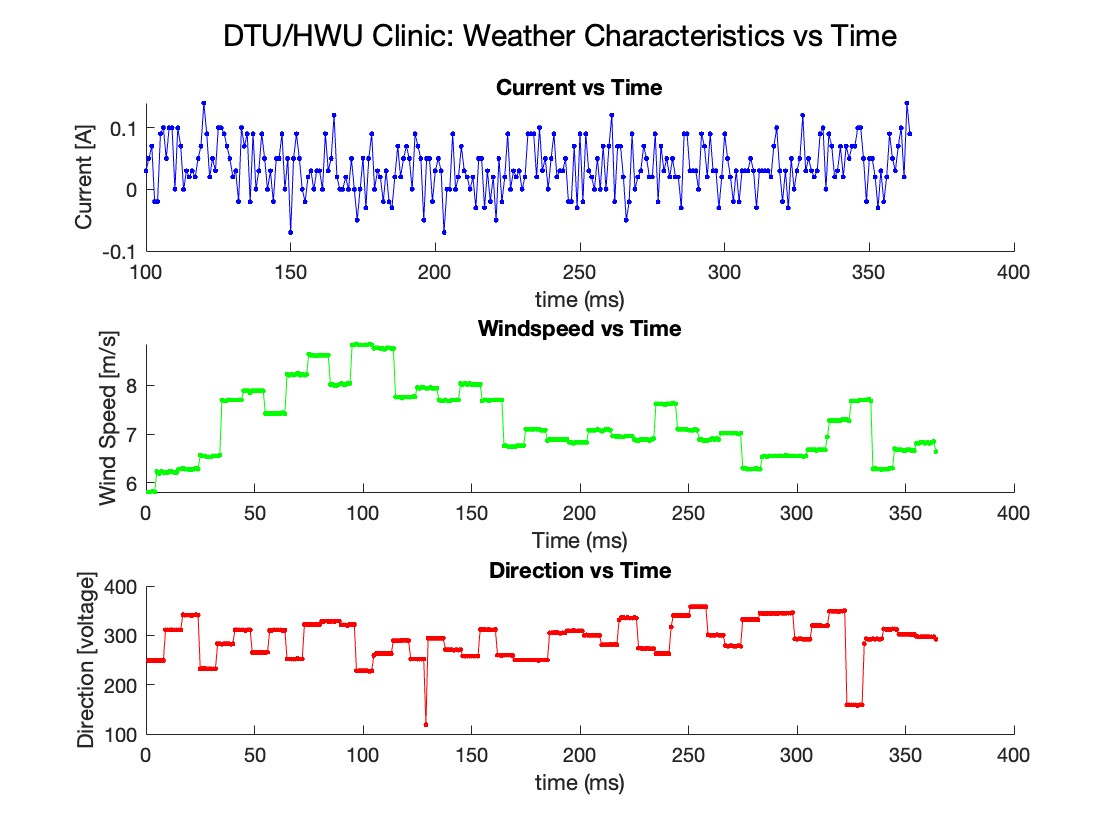 DTU/HWU Clinic: Weather Characteristics vs Time
Current vs Time
Current [A]
0.1
0
-0.1
100 150 200 250 300 350 400
time (ms)
Windspeed vs Time
Wind Speed [m/s]
8
7
6
0 50 100 150 200 250 300 350 400
Time (ms)
Direction vs Time
Direction [voltage]
400
300
200
100
0 50 100 150 200 250 300 350 400
time (ms)